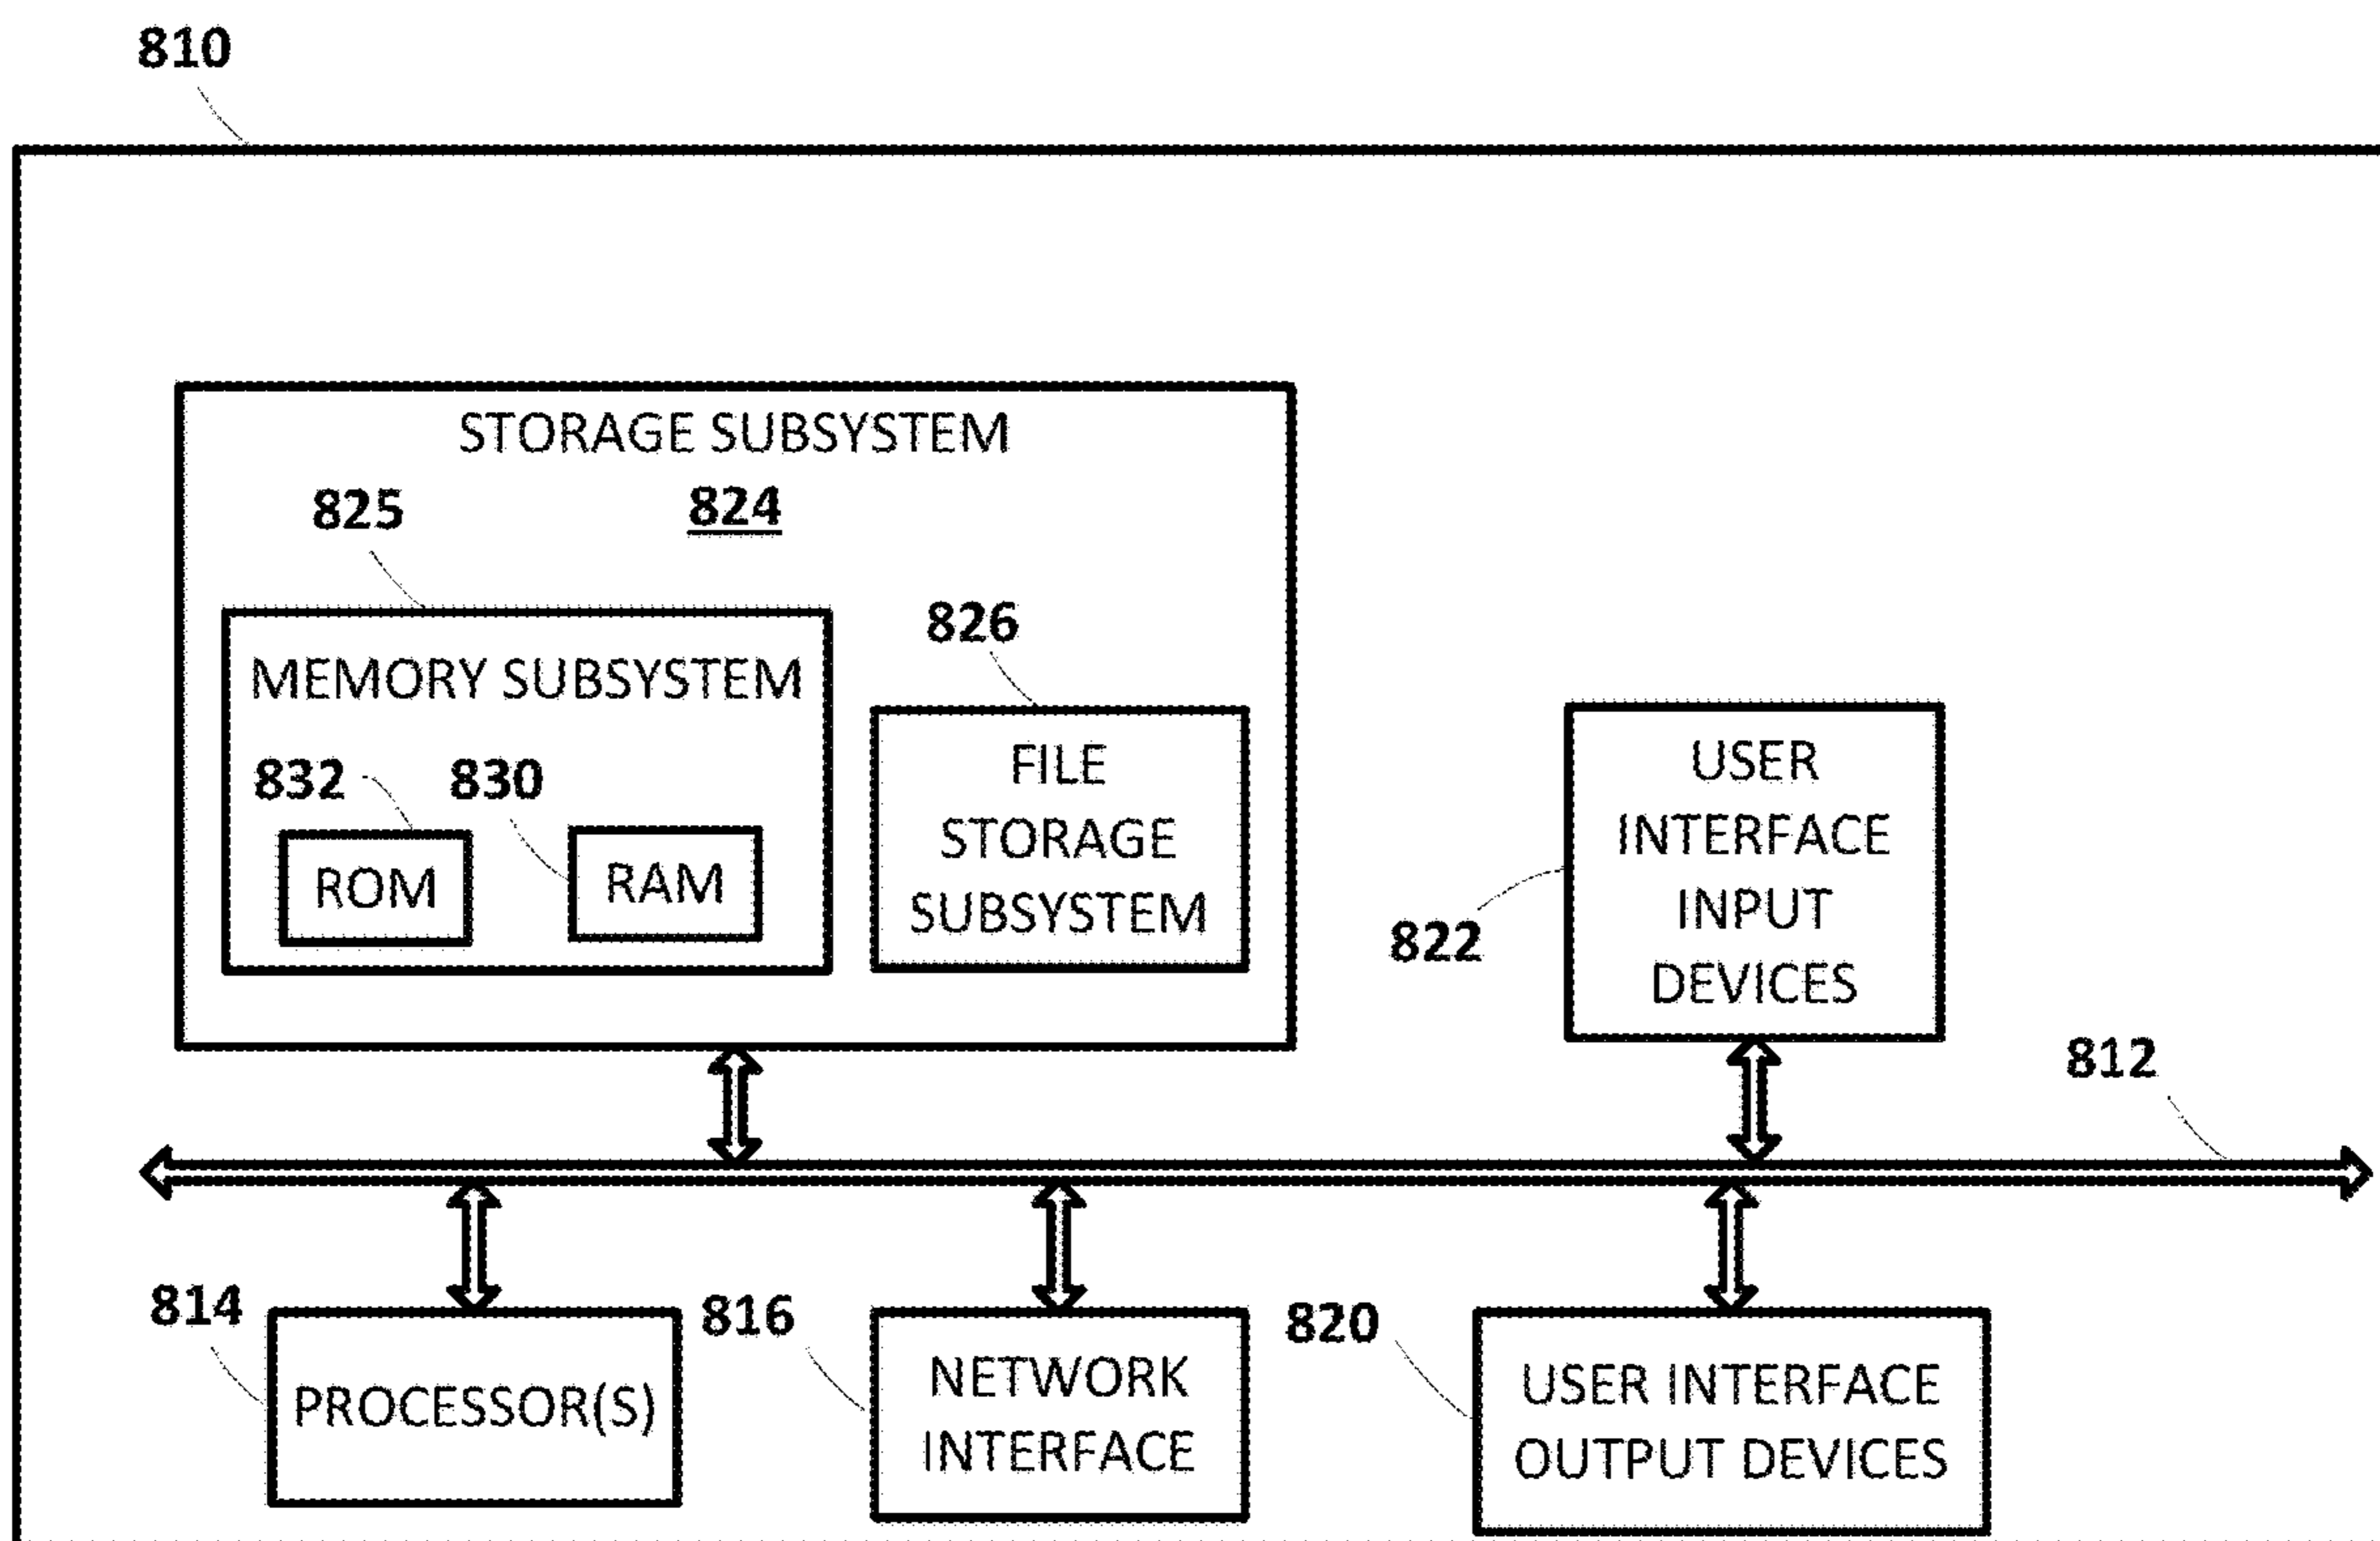 810
STORAGE SUBSYSTEM
824
825
MEMORY SUBSYSTEM
832
830
ROM
RAM
826
FILE
STORAGE
SUBSYSTEM
USER
INTERFACE
INPUT
DEVICES
822
812
814
PROCESSOR(S)
816
NETWORK
INTERFACE
820
USER INTERFACE
OUTPUT DEVICES